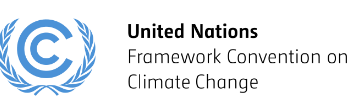 United Nations
Framework Convention on
Climate Change